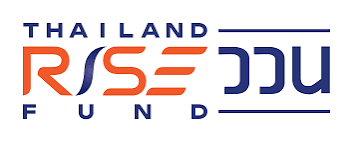 THAILAND
RISE ววน
FUND